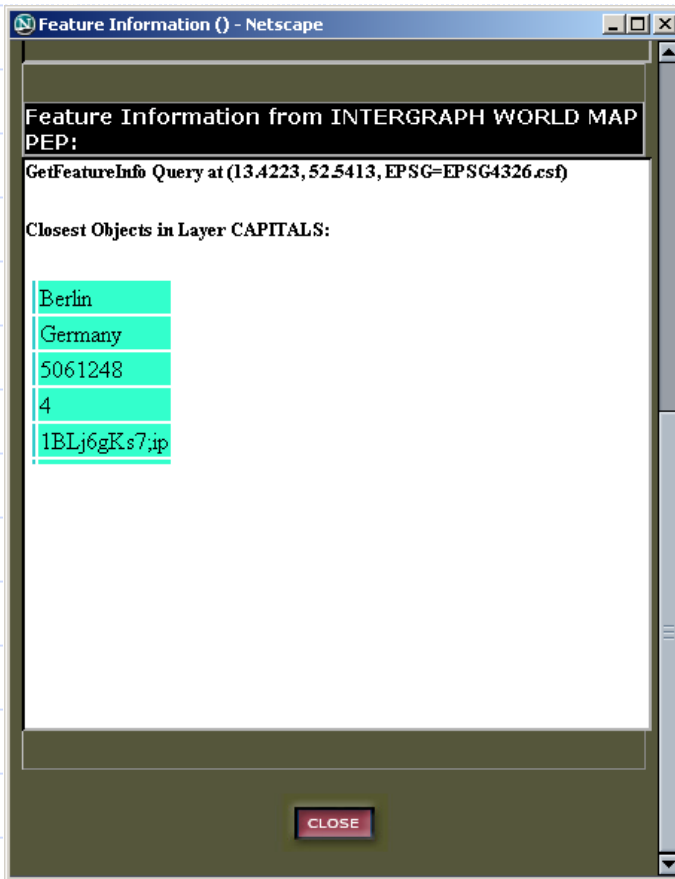 Feature Information () - Netscape
Feature Information from INTERGRAPH WORLD MAP
PEP:
GetFeatureInfo Query at (13.4223, 52.5413, EPSG=EPSG4326.csf)
Closest Objects in Layer CAPITALS:
Berlin
Germany
5061248
4
1BLj6gKs7;ip
CLOSE